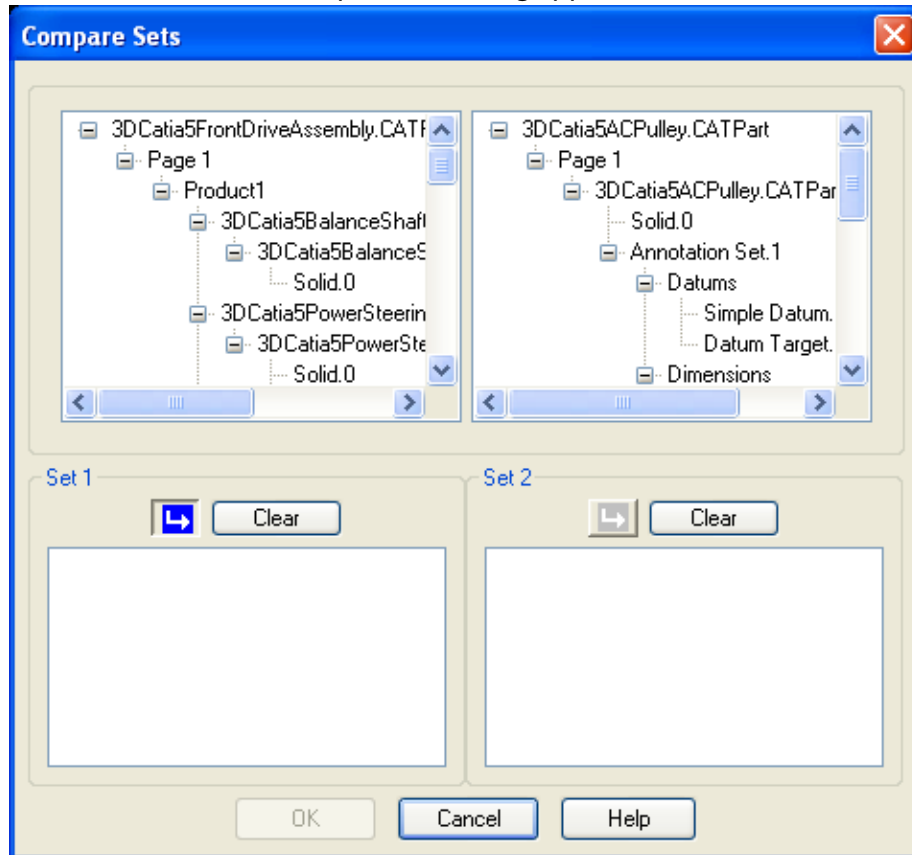 Compare Sets
3DCatia5FrontDriveAssembly.CATF
Page 1
Product1
3DCatia5BalanceShaft
3DCatia5BalanceS
Solid.0
3DCatia5PowerSteerin
3DCatia5PowerSte
Solid.0
3DCatia5ACPulley.CATPart
Page 1
3DCatia5ACPulley.CATPar
Solid.0
Annotation Set.1
Datums
Simple Datum.
Datum Target.
Dimensions
Set 1
Clear
Set 2
Clear
OK
Cancel
Help